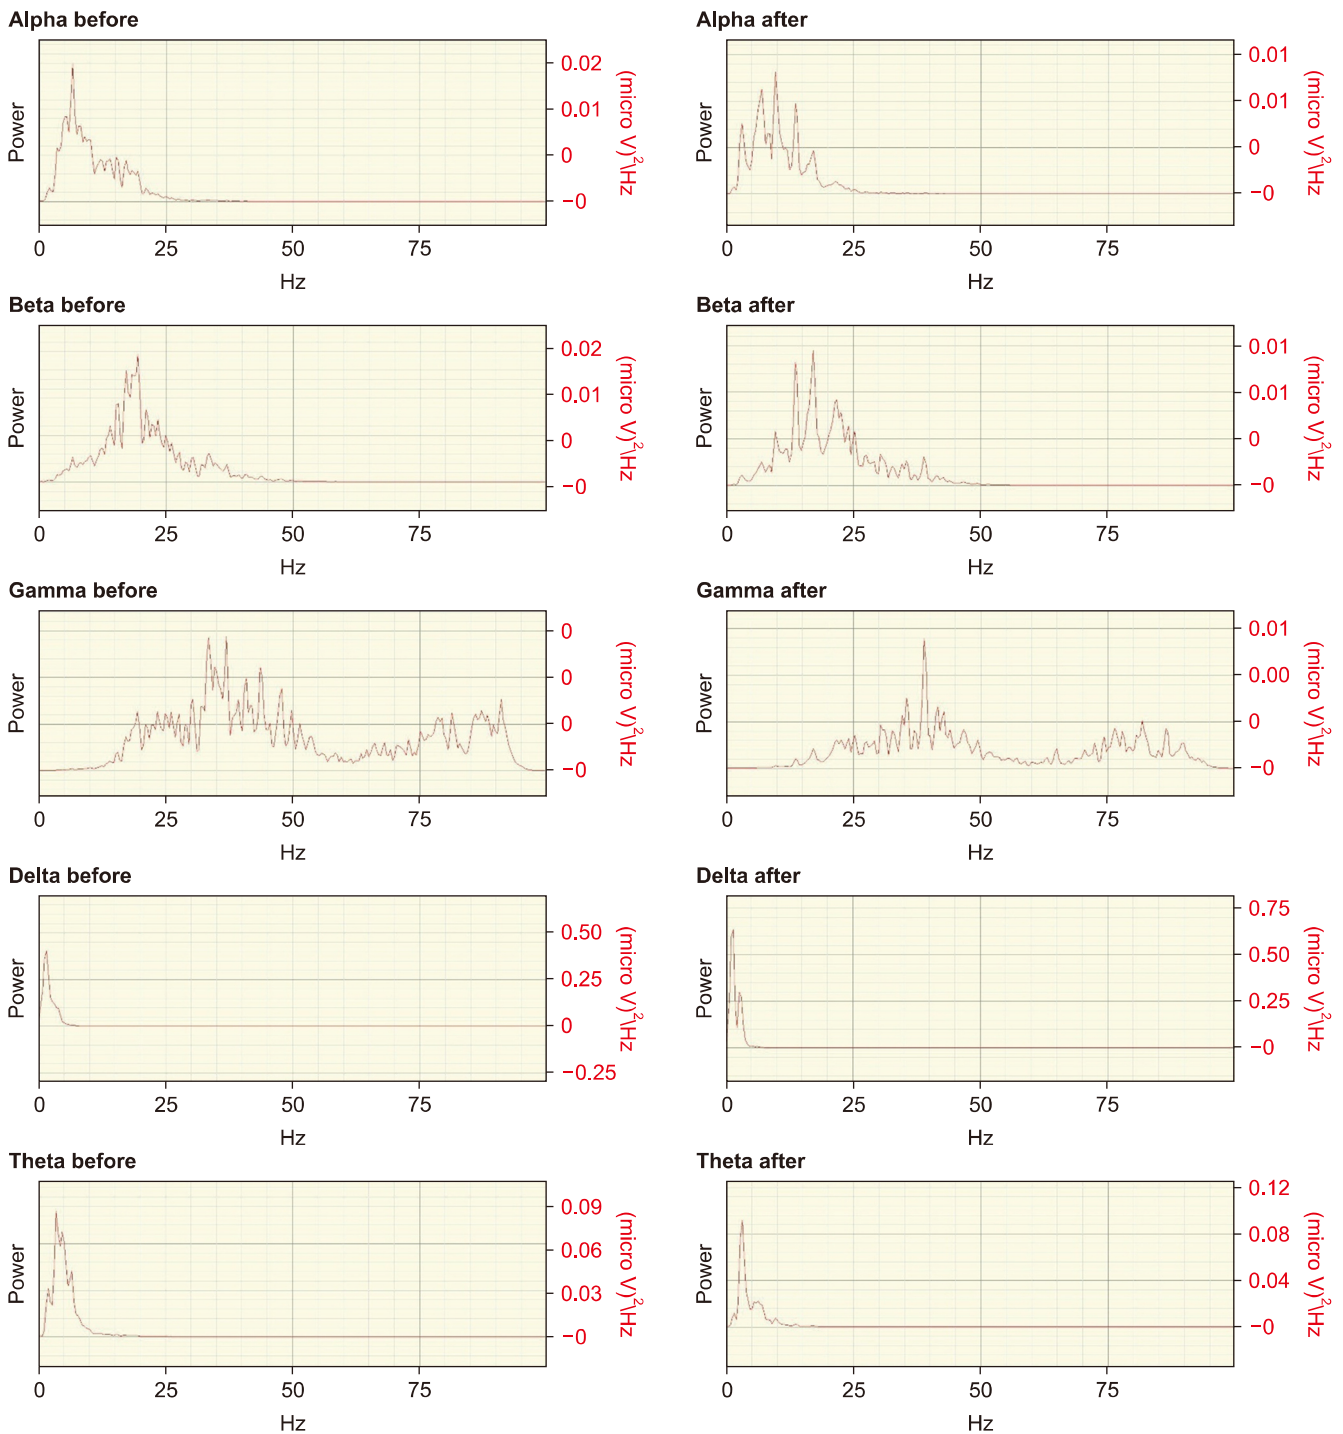 Alpha before
Power
0.02
0.01
0
−0
(micro V)²\Hz
0 25 50 75
Hz
Alpha after
Power
0.01
0.01
0
−0
(micro V)²\Hz
0 25 50 75
Hz
Beta before
Power
0.02
0.01
0
−0
(micro V)²\Hz
0 25 50 75
Hz
Beta after
Power
0.01
0.01
0
−0
(micro V)²\Hz
0 25 50 75
Hz
Gamma before
Power
0
0
0
−0
(micro V)²\Hz
0 25 50 75
Hz
Gamma after
Power
0.01
0.00
0
−0
(micro V)²\Hz
0 25 50 75
Hz
Delta before
Power
0.50
0.25
0
−0.25
(micro V)²\Hz
0 25 50 75
Hz
Delta after
Power
0.75
0.50
0.25
−0
(micro V)²\Hz
0 25 50 75
Hz
Theta before
Power
0.09
0.06
0.03
−0
(micro V)²\Hz
0 25 50 75
Hz
Theta after
Power
0.12
0.08
0.04
−0
(micro V)²\Hz
0 25 50 75
Hz